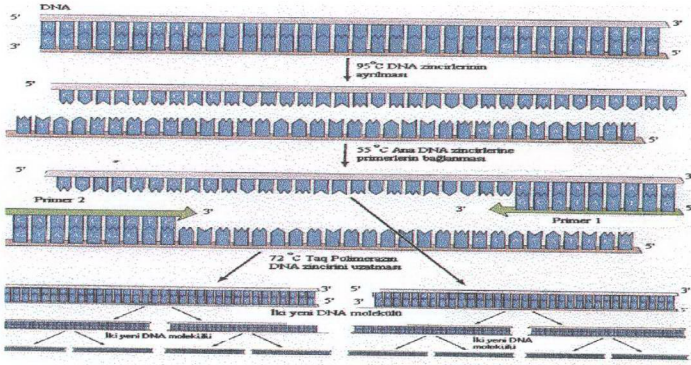 DNA
5' 3'
3' 5'
95°C DNA zincirlerinin
ayrılması
5'
5'
55 °C Ana DNA zincirlerine
primerlerin bağlanması
5' 3'
Primer 2
3' 3' 5'
Primer 1
5'
72 °C Taq Polimerazın
DNA zincirini uzatması
3' 5' 3'
İki yeni DNA molekülü
5' 3' 5'
İki yeni DNA molekülü
İki yeni DNA
molekülü